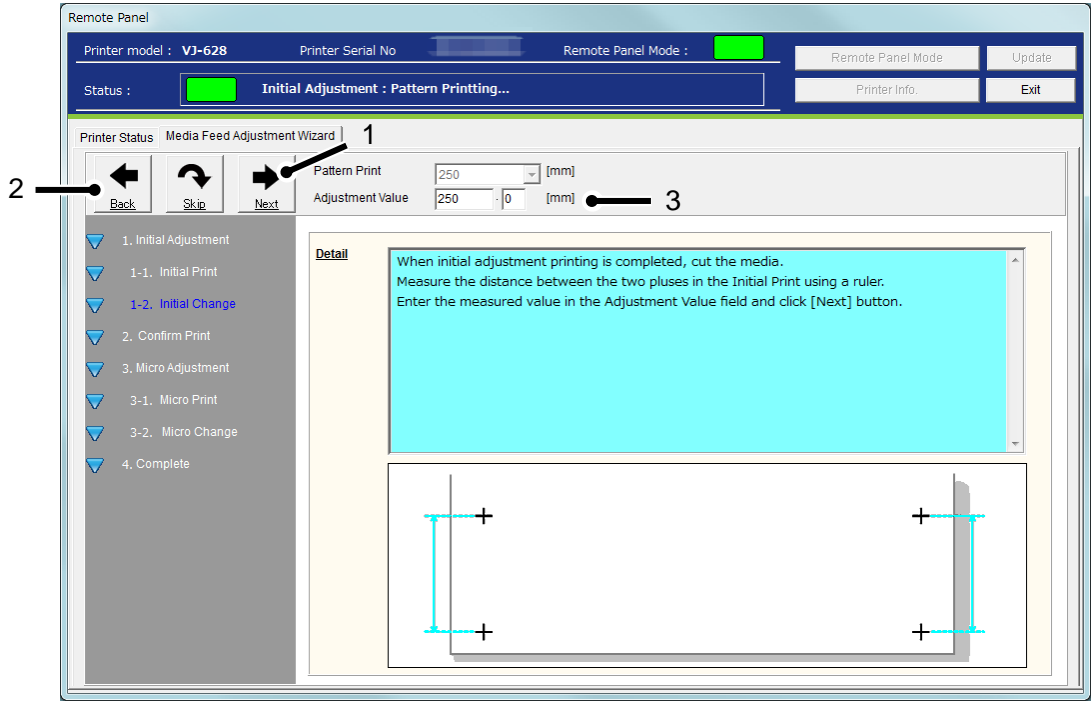 Remote Panel
Printer model : VJ-628 Printer Serial No Remote Panel Mode :
Remote Panel Mode Update
Status : Initial Adjustment : Pattern Printting...
Printer Info. Exit
Printer Status Media Feed Adjustment Wizard 1
2 Back Skip Next
Pattern Print 250 [mm]
Adjustment Value 250 . 0 [mm] 3
1. Initial Adjustment
1-1. Initial Print
1-2. Initial Change
2. Confirm Print
3. Micro Adjustment
3-1. Micro Print
3-2. Micro Change
4. Complete
Detail
When initial adjustment printing is completed, cut the media.
Measure the distance between the two pluses in the Initial Print using a ruler.
Enter the measured value in the Adjustment Value field and click [Next] button.